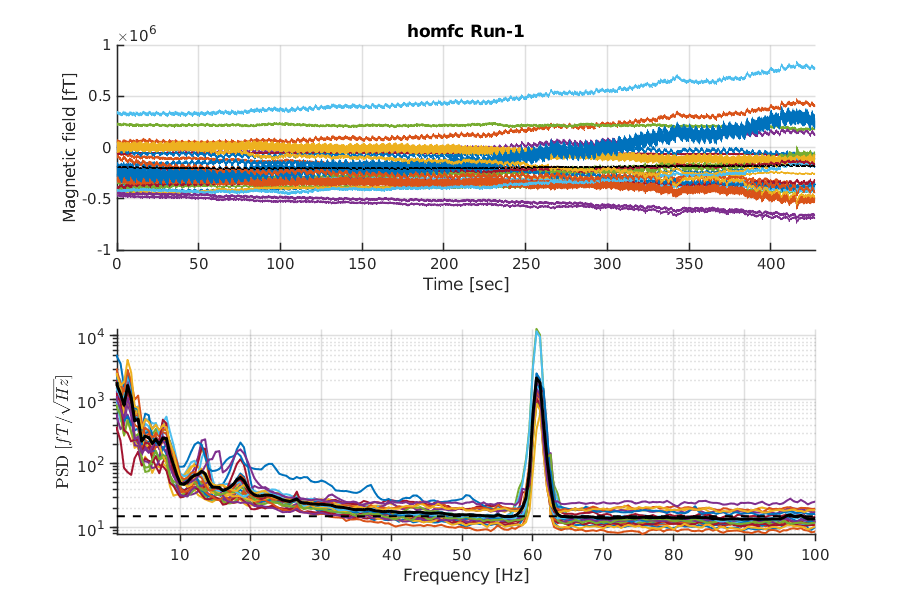 homfc Run-1
×10^6
1
0.5
0
-0.5
-1
Magnetic field [fT]
0 50 100 150 200 250 300 350 400
Time [sec]
10^4
10^3
10^2
10^1
PSD [fT/√Hz]
10 20 30 40 50 60 70 80 90 100
Frequency [Hz]